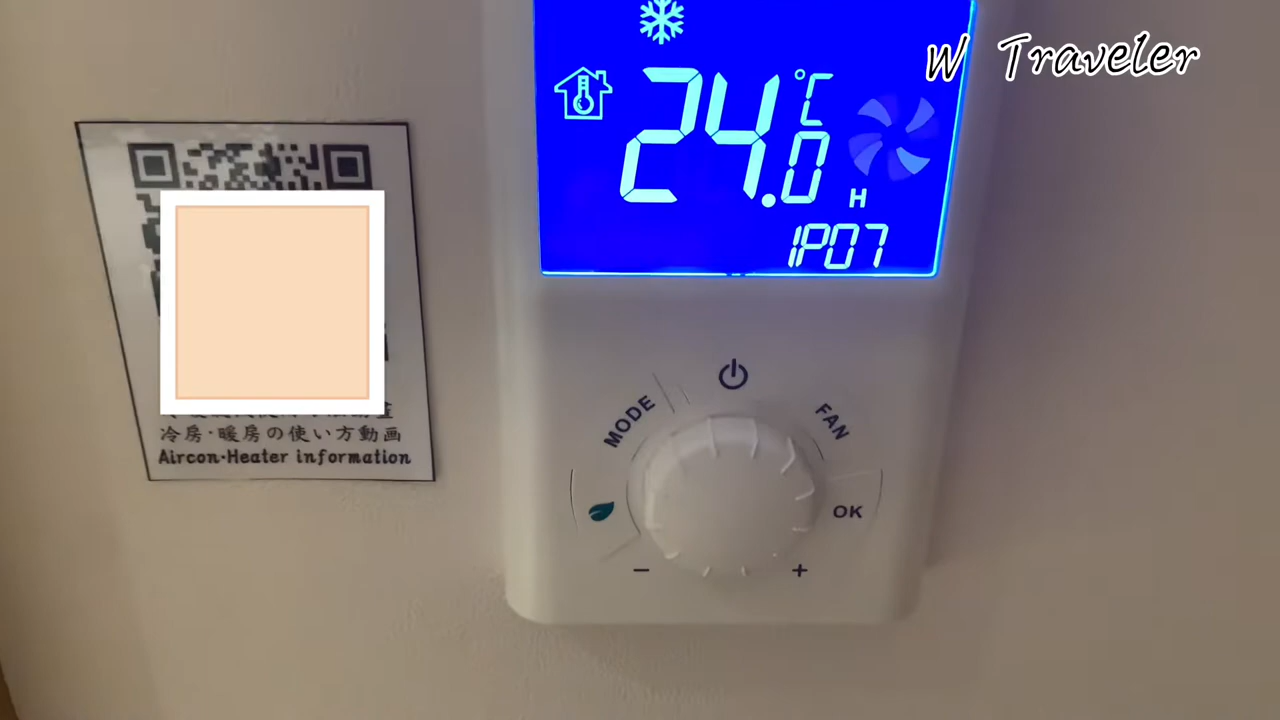 W Traveler
24.0 °C
H
1P07
MODE
FAN
OK
−
+
冷房·暖房の使い方動画
Aircon·Heater information